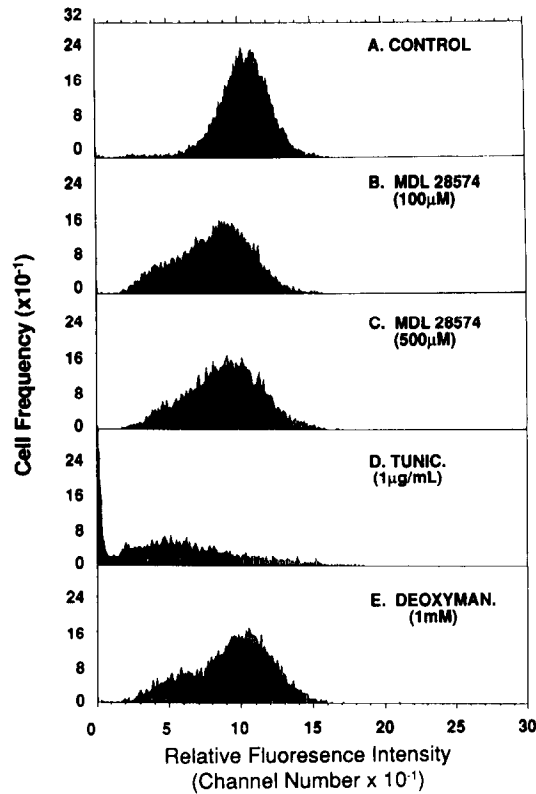 32
24
16
8
0
A. CONTROL
24
16
8
0
B. MDL 28574
(100µM)
24
16
8
0
C. MDL 28574
(500µM)
24
16
8
0
D. TUNIC.
(1µg/mL)
24
16
8
0
E. DEOXYMAN.
(1mM)
Cell Frequency (x10⁻¹)
0 5 10 15 20 25 30
Relative Fluoresence Intensity
(Channel Number x 10⁻¹)